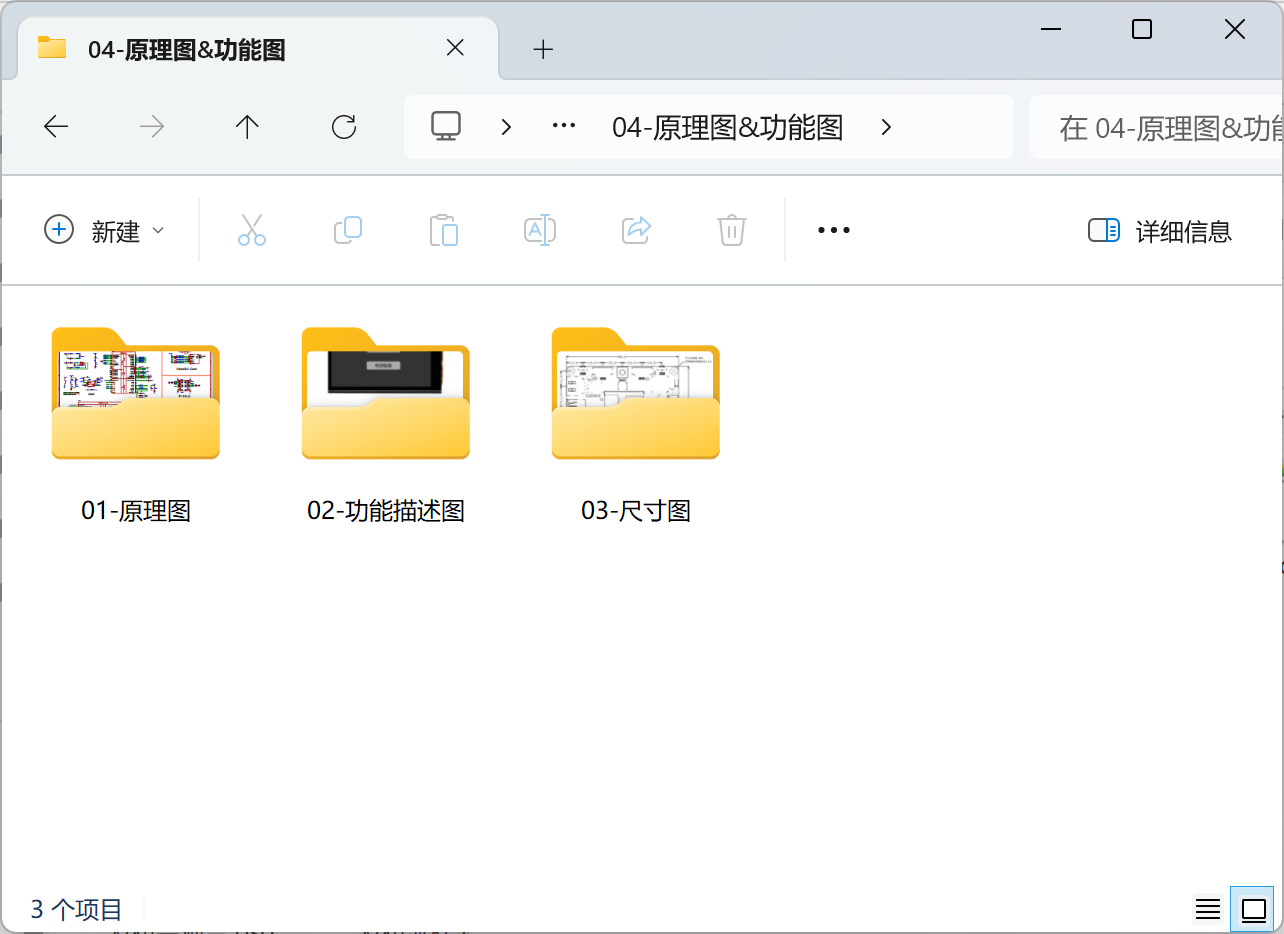 04-原理图&功能图
04-原理图&功能图
在 04-原理图&功能
新建
详细信息
01-原理图
02-功能描述图
03-尺寸图
3 个项目